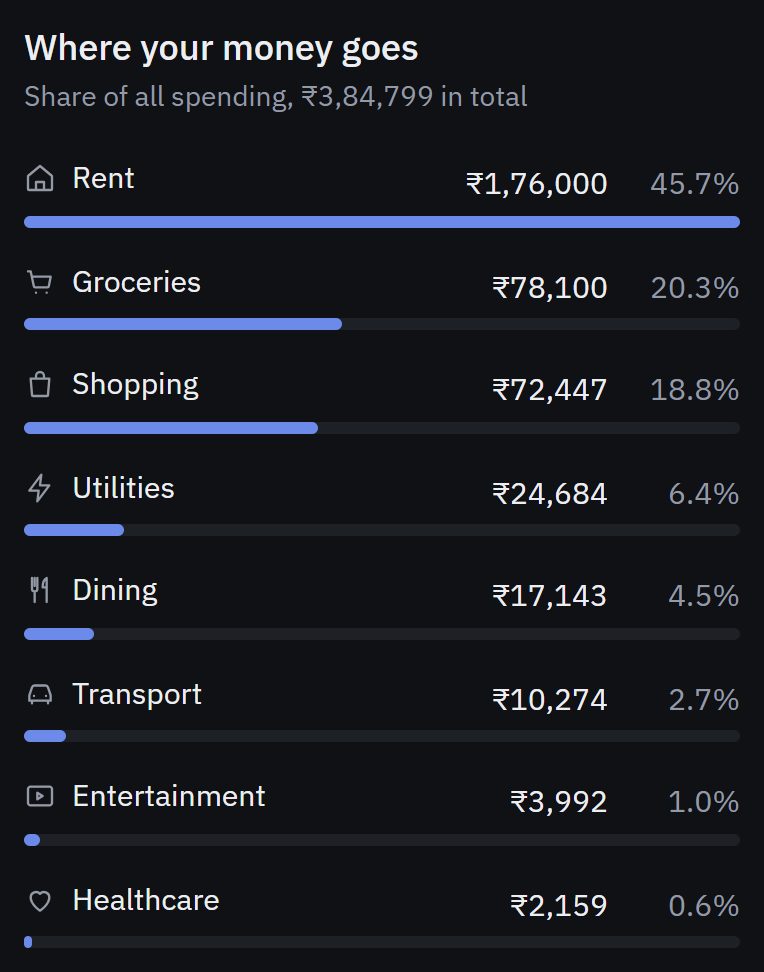 Where your money goes
Share of all spending, ₹3,84,799 in total
Rent ₹1,76,000 45.7%
Groceries ₹78,100 20.3%
Shopping ₹72,447 18.8%
Utilities ₹24,684 6.4%
Dining ₹17,143 4.5%
Transport ₹10,274 2.7%
Entertainment ₹3,992 1.0%
Healthcare ₹2,159 0.6%